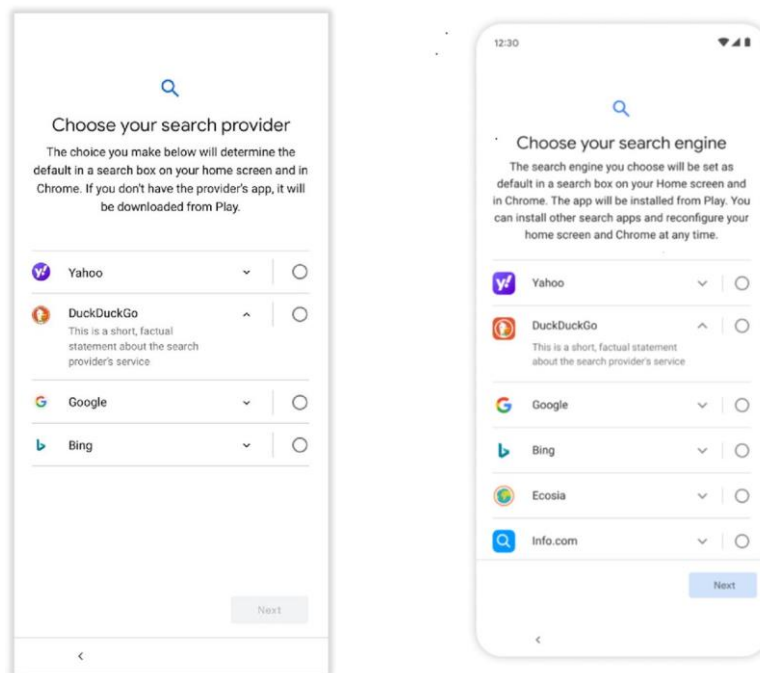 Choose your search provider
The choice you make below will determine the
default in a search box on your home screen and in
Chrome. If you don't have the provider's app, it will
be downloaded from Play.
Yahoo
DuckDuckGo
This is a short, factual
statement about the search
provider's service
Google
Bing
Next
12:30
Choose your search engine
The search engine you choose will be set as
default in a search box on your Home screen and
in Chrome. The app will be installed from Play. You
can install other search apps and reconfigure your
home screen and Chrome at any time.
Yahoo
DuckDuckGo
This is a short, factual statement
about the search provider's service
Google
Bing
Ecosia
Info.com
Next